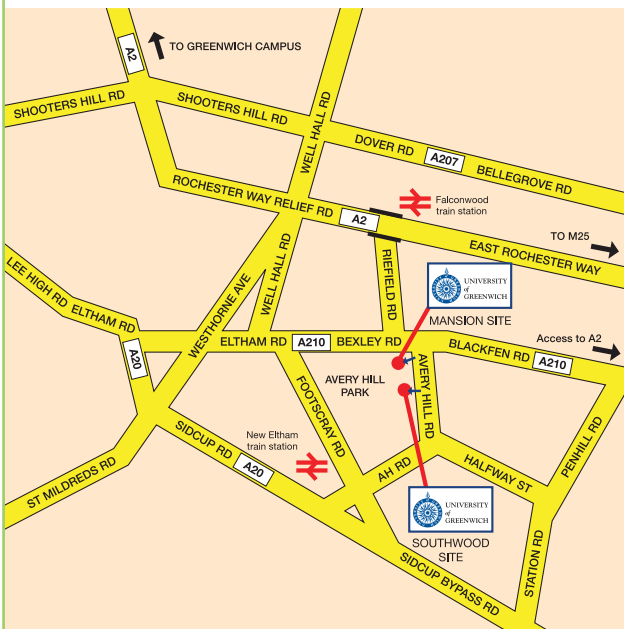 A2
TO GREENWICH CAMPUS
SHOOTERS HILL RD
SHOOTERS HILL RD
WELL HALL RD
DOVER RD
A207
BELLEGROVE RD
ROCHESTER WAY RELIEF RD
A2
Falconwood
train station
EAST ROCHESTER WAY
TO M25
LEE HIGH RD
ELTHAM RD
WESTHORNE AVE
WELL HALL RD
RIEFIELD RD
UNIVERSITY
of
GREENWICH
MANSION SITE
A20
ELTHAM RD
A210
BEXLEY RD
BLACKFEN RD
A210
Access to A2
AVERY HILL
PARK
AVERY HILL RD
FOOTSCRAY RD
SIDCUP RD
A20
New Eltham
train station
ST MILDREDS RD
AH RD
HALFWAY ST
PENHILL RD
UNIVERSITY
of
GREENWICH
SOUTHWOOD
SITE
STATION RD
SIDCUP BYPASS RD